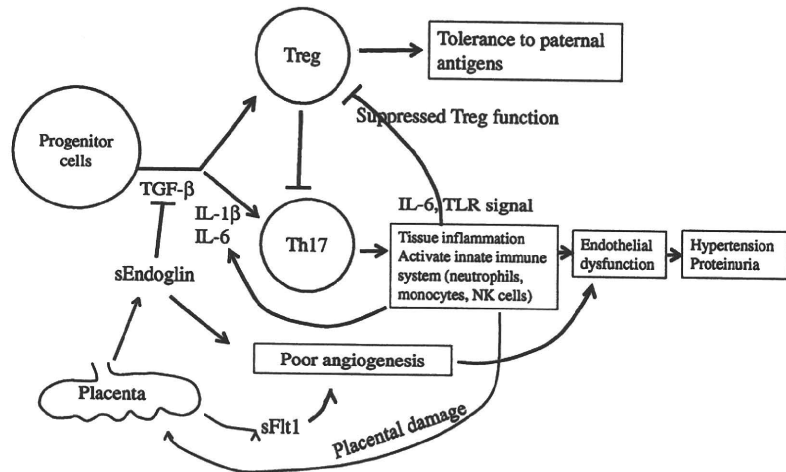 Treg
Tolerance to paternal
antigens
Suppressed Treg function
Progenitor
cells
TGF-β
IL-1β
IL-6
Th17
IL-6, TLR signal
Tissue inflammation
Activate innate immune
system (neutrophils,
monocytes, NK cells)
Endothelial
dysfunction
Hypertension
Proteinuria
sEndoglin
Poor angiogenesis
Placenta
sFlt1
Placental damage